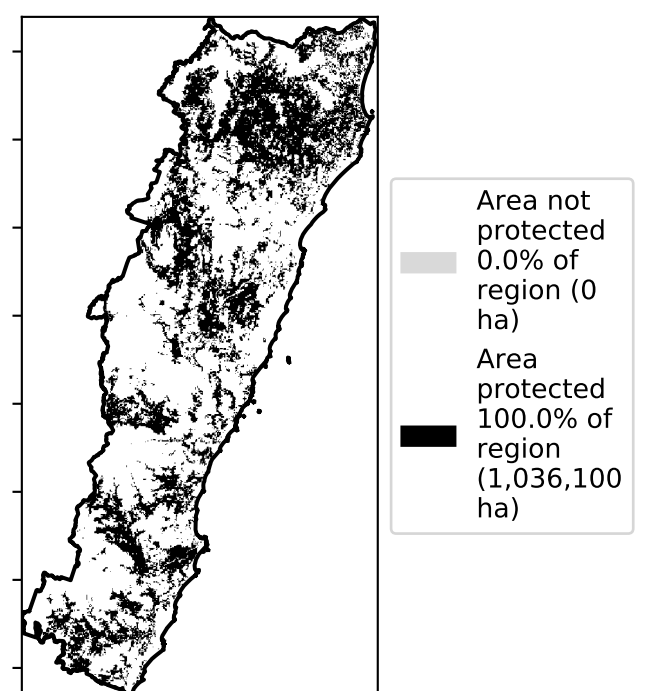 Area not
protected
0.0% of
region (0
ha)
Area
protected
100.0% of
region
(1,036,100
ha)